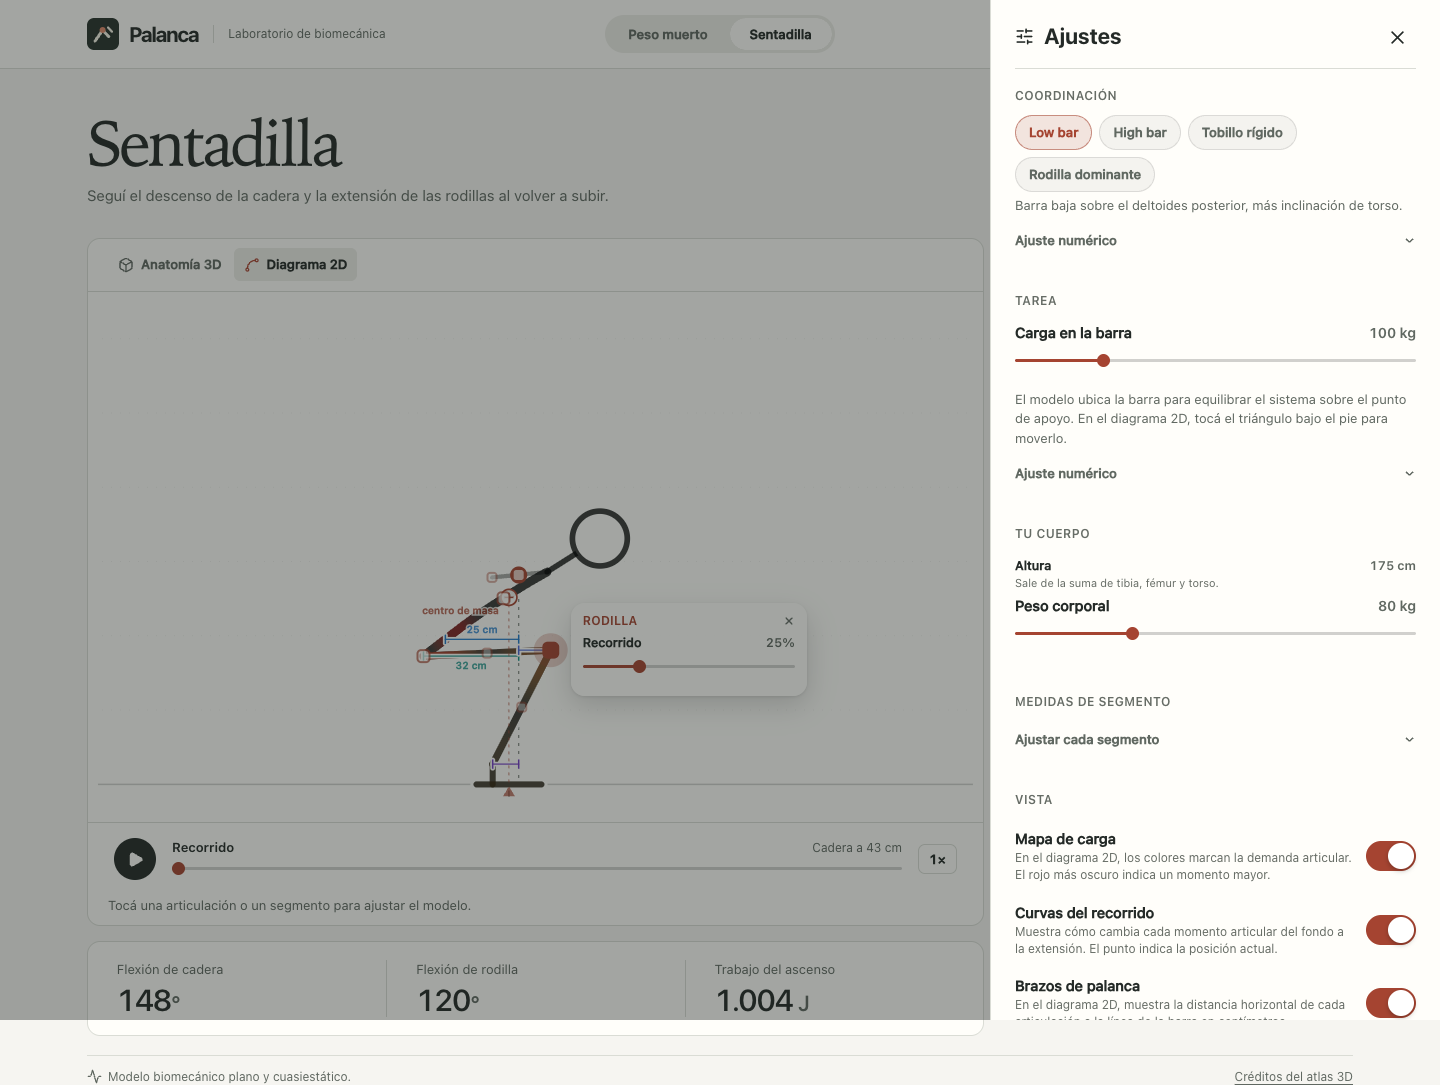 Palanca
Laboratorio de biomecánica
Peso muerto
Sentadilla
Sentadilla
Seguí el descenso de la cadera y la extensión de las rodillas al volver a subir.
Anatomía 3D
Diagrama 2D
centro de masa
25 cm
32 cm
RODILLA
Recorrido
25%
Recorrido
Cadera a 43 cm
1×
Tocá una articulación o un segmento para ajustar el modelo.
Flexión de cadera
148°
Flexión de rodilla
120°
Trabajo del ascenso
1.004 J
Modelo biomecánico plano y cuasiestático.
Créditos del atlas 3D
Ajustes
COORDINACIÓN
Low bar
High bar
Tobillo rígido
Rodilla dominante
Barra baja sobre el deltoides posterior, más inclinación de torso.
Ajuste numérico
TAREA
Carga en la barra
100 kg
El modelo ubica la barra para equilibrar el sistema sobre el punto
de apoyo. En el diagrama 2D, tocá el triángulo bajo el pie para
moverlo.
Ajuste numérico
TU CUERPO
Altura
175 cm
Sale de la suma de tibia, fémur y torso.
Peso corporal
80 kg
MEDIDAS DE SEGMENTO
Ajustar cada segmento
VISTA
Mapa de carga
En el diagrama 2D, los colores marcan la demanda articular.
El rojo más oscuro indica un momento mayor.
Curvas del recorrido
Muestra cómo cambia cada momento articular del fondo a
la extensión. El punto indica la posición actual.
Brazos de palanca
En el diagrama 2D, muestra la distancia horizontal de cada